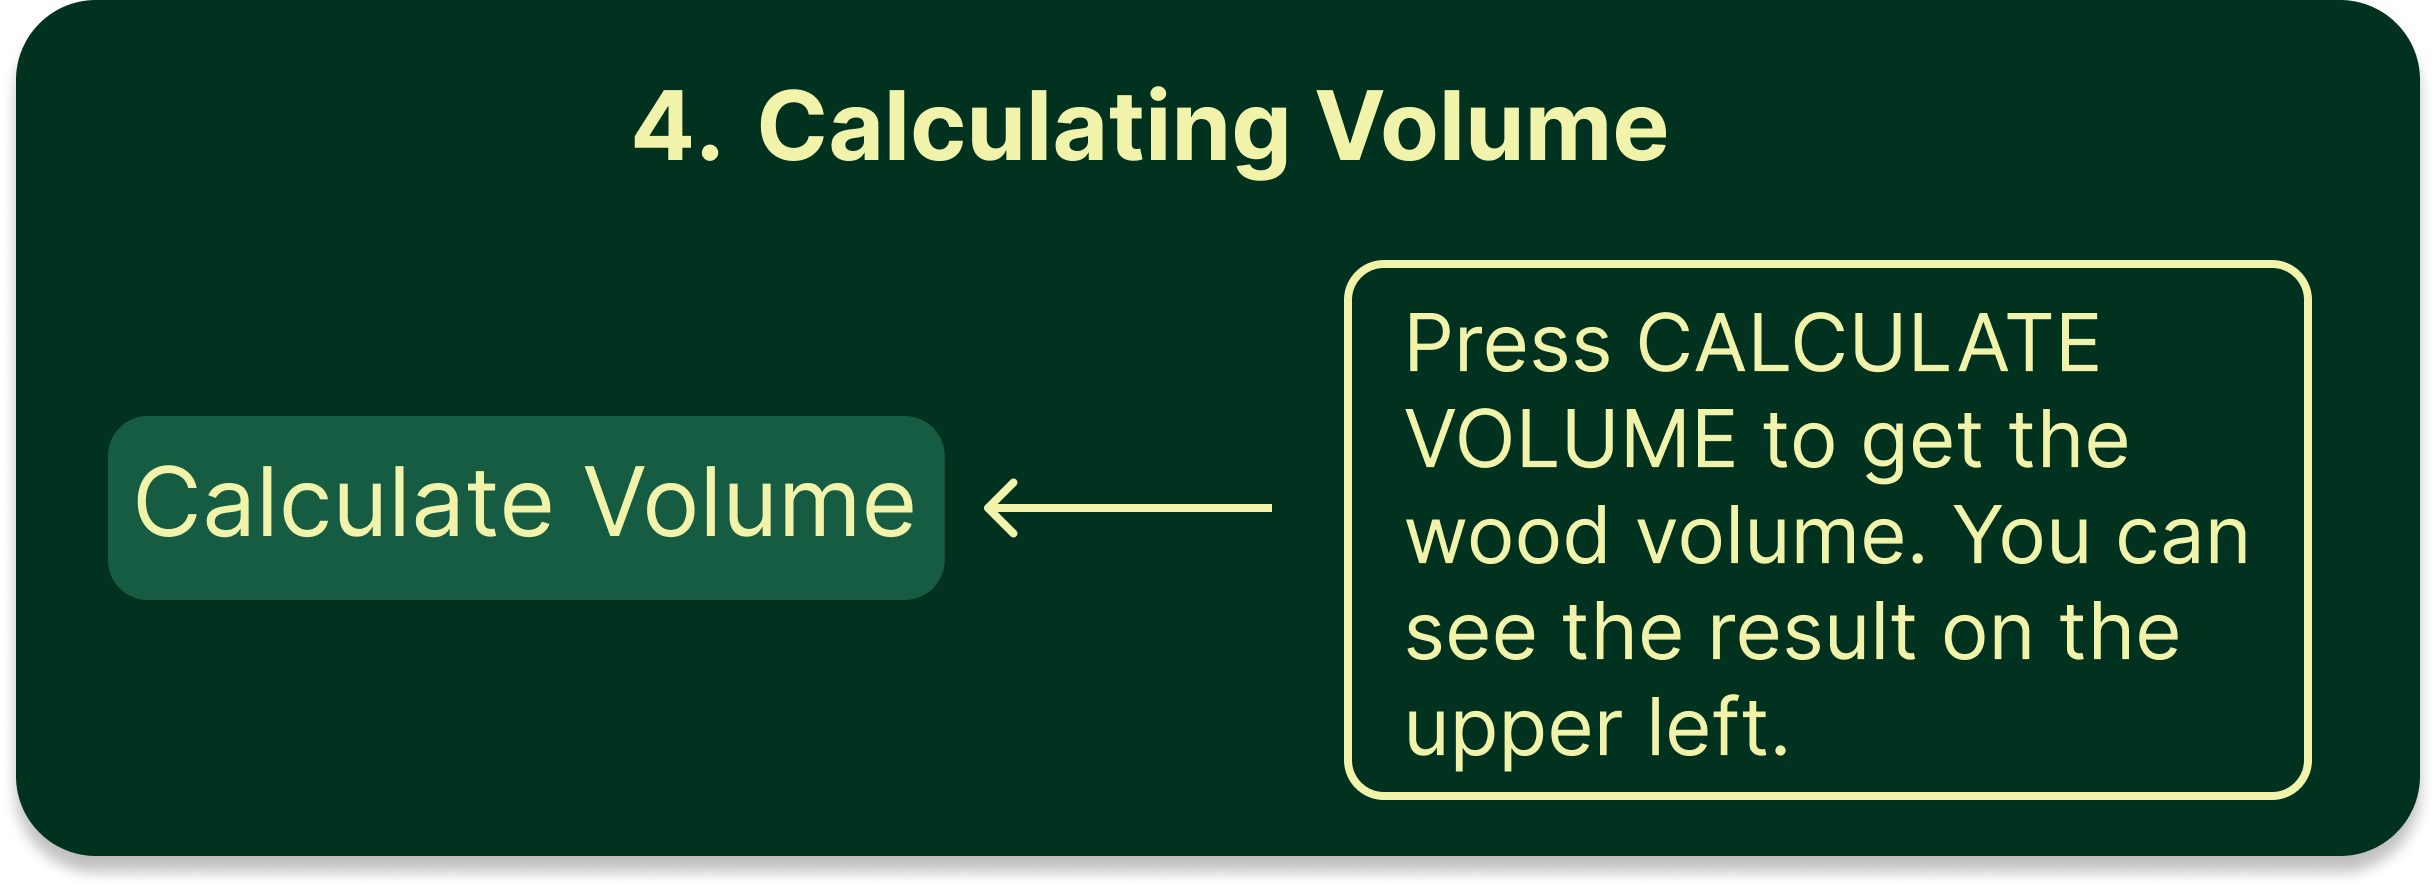 4. Calculating Volume
Calculate Volume
Press CALCULATE
VOLUME to get the
wood volume. You can
see the result on the
upper left.